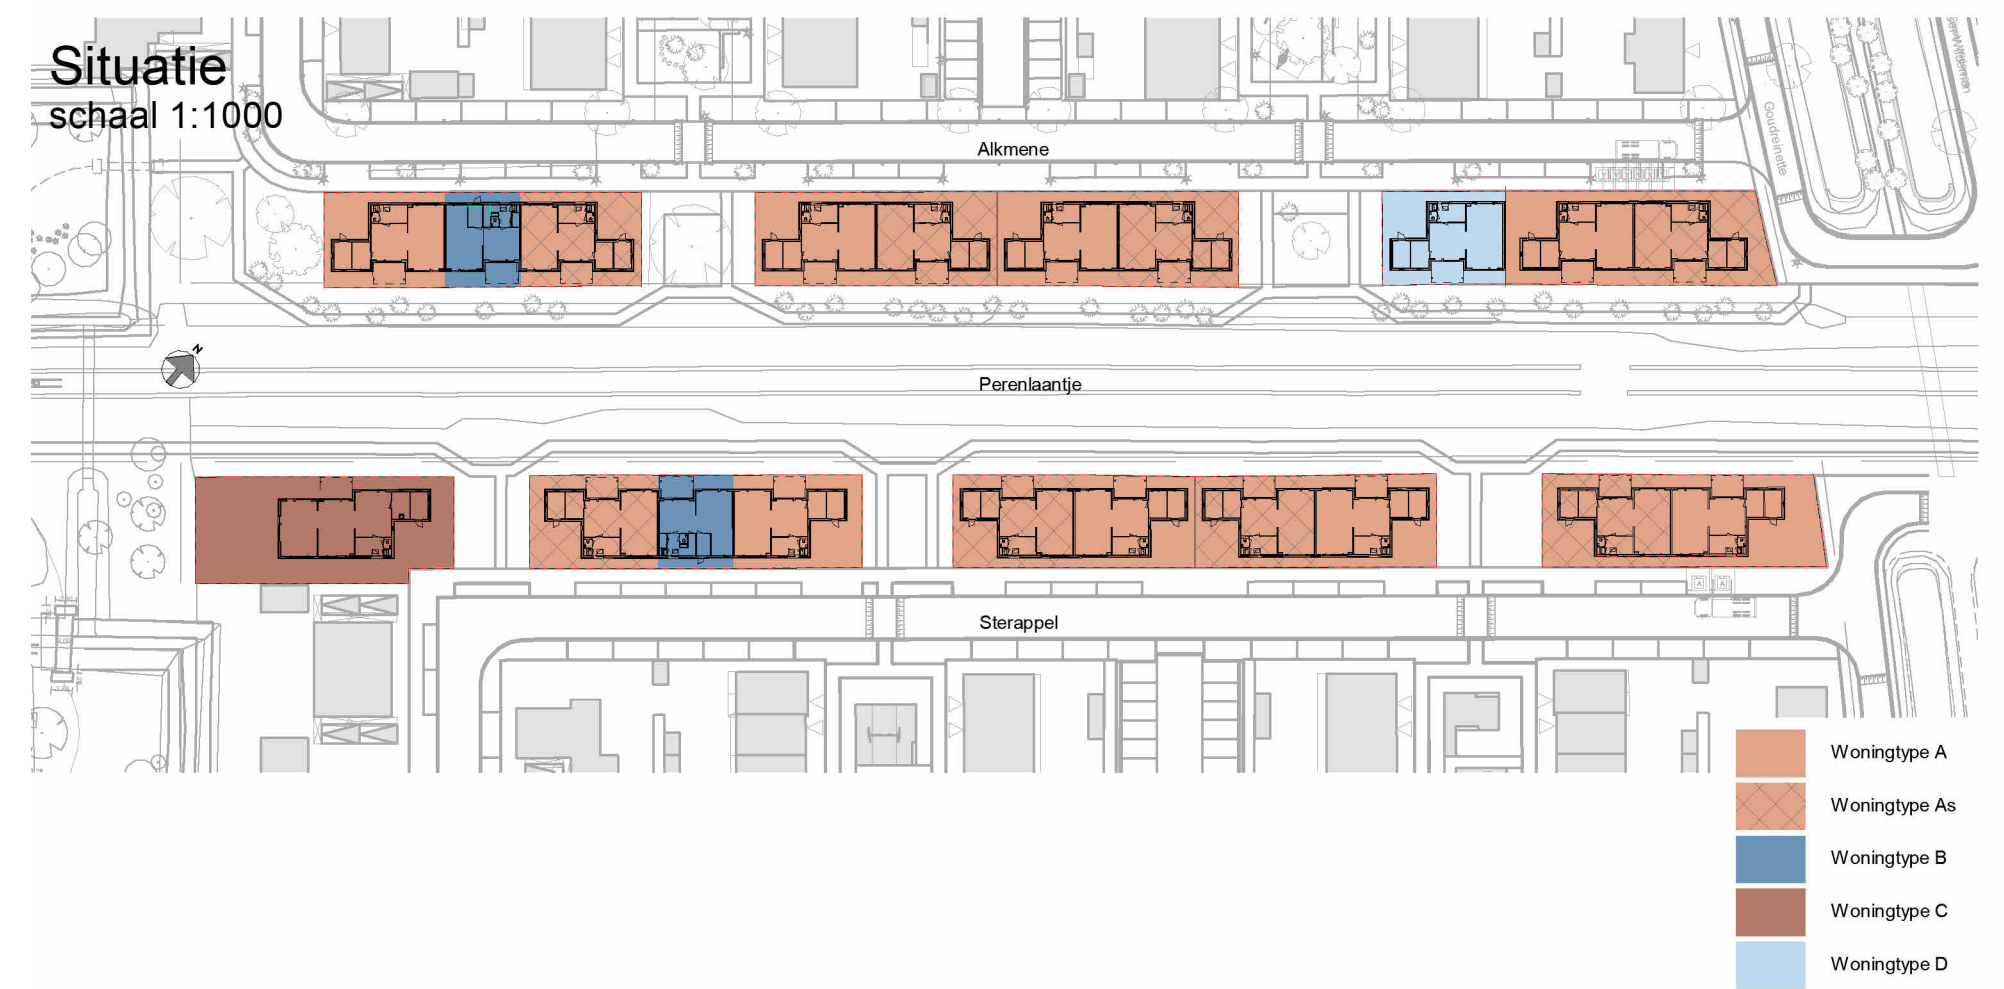 Situatie
schaal 1:1000
Alkmene
Goudreinette
N
Perenlaantje
Sterappel
A A
Woningtype A
Woningtype As
Woningtype B
Woningtype C
Woningtype D